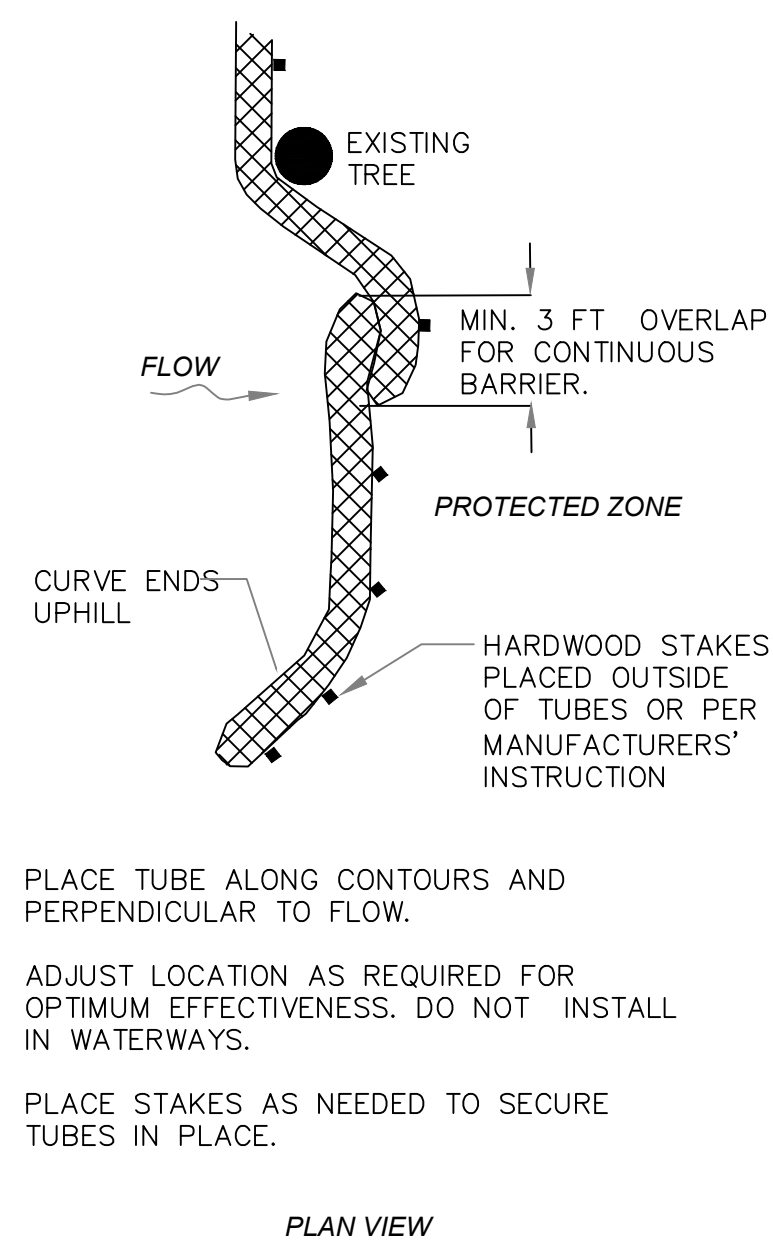 EXISTING
TREE
MIN. 3 FT OVERLAP
FOR CONTINUOUS
BARRIER.
FLOW
PROTECTED ZONE
CURVE ENDS
UPHILL
HARDWOOD STAKES
PLACED OUTSIDE
OF TUBES OR PER
MANUFACTURERS'
INSTRUCTION
PLACE TUBE ALONG CONTOURS AND
PERPENDICULAR TO FLOW.
ADJUST LOCATION AS REQUIRED FOR
OPTIMUM EFFECTIVENESS. DO NOT INSTALL
IN WATERWAYS.
PLACE STAKES AS NEEDED TO SECURE
TUBES IN PLACE.
PLAN VIEW